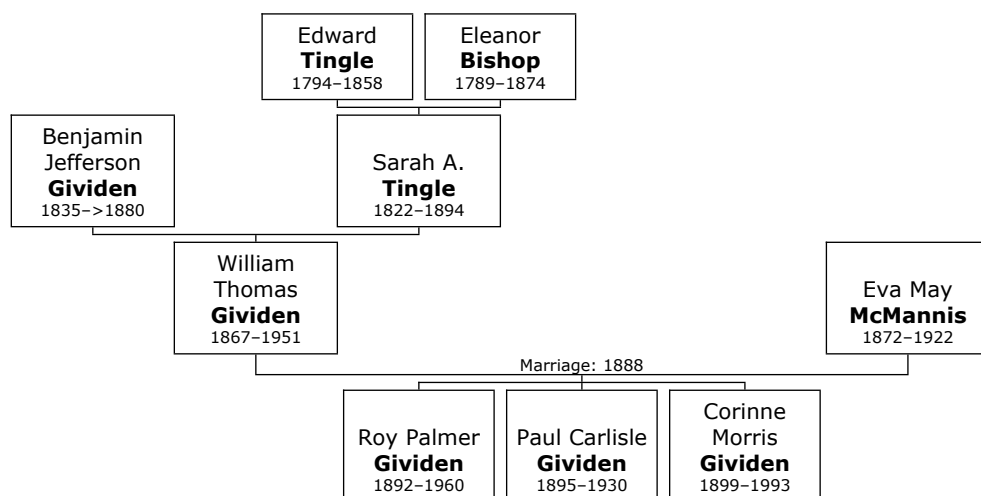 Edward
Tingle
1794–1858
Eleanor
Bishop
1789–1874
Benjamin
Jefferson
Gividen
1835–>1880
Sarah A.
Tingle
1822–1894
William
Thomas
Gividen
1867–1951
Eva May
McMannis
1872–1922
Marriage: 1888
Roy Palmer
Gividen
1892–1960
Paul Carlisle
Gividen
1895–1930
Corinne
Morris
Gividen
1899–1993